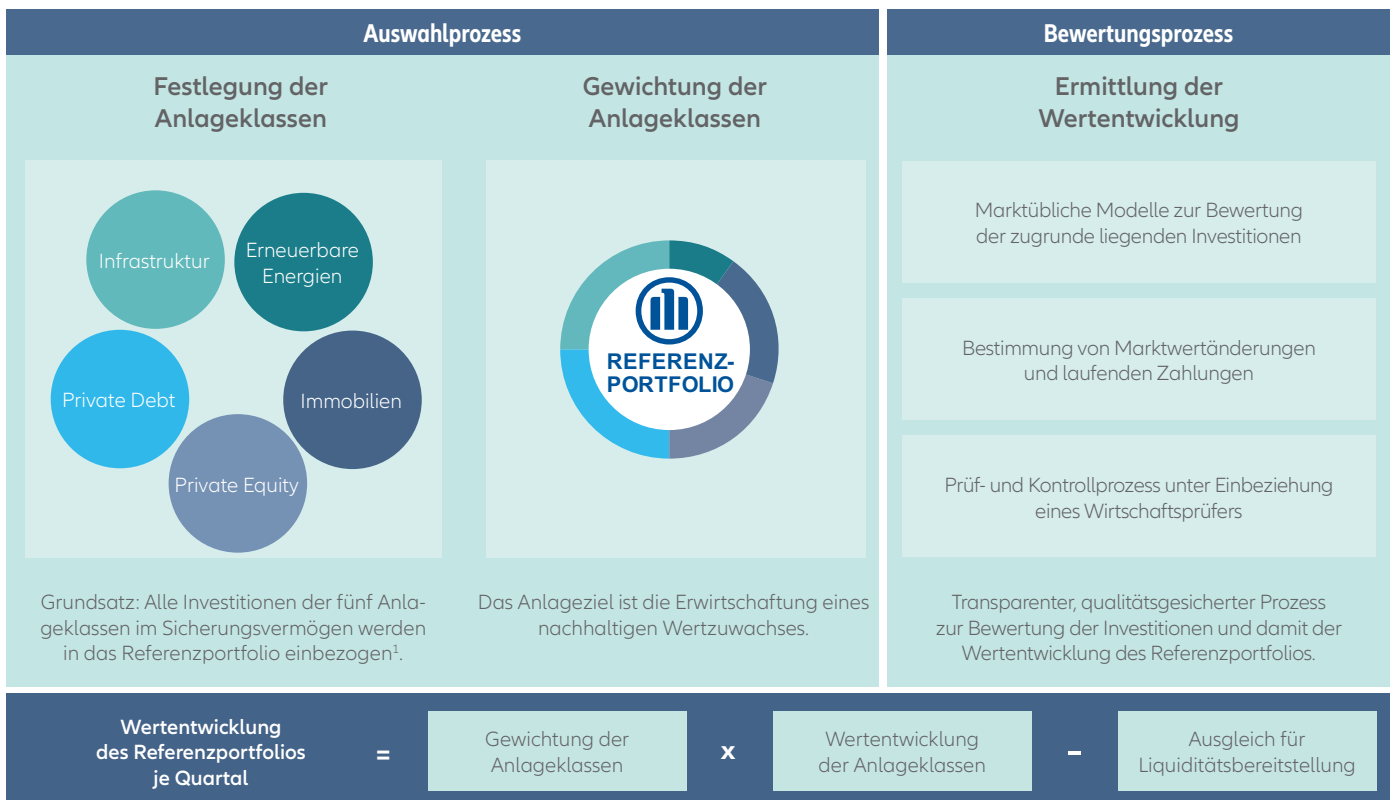 Auswahlprozess
Bewertungsprozess
Festlegung der
Anlageklassen
Gewichtung der
Anlageklassen
Ermittlung der
Wertentwicklung
Infrastruktur
Erneuerbare
Energien
Private Debt
Immobilien
Private Equity
REFERENZ-
PORTFOLIO
Marktübliche Modelle zur Bewertung
der zugrunde liegenden Investitionen
Bestimmung von Marktwertänderungen
und laufenden Zahlungen
Prüf- und Kontrollprozess unter Einbeziehung
eines Wirtschaftsprüfers
Grundsatz: Alle Investitionen der fünf Anla-
geklassen im Sicherungsvermögen werden
in das Referenzportfolio einbezogen¹.
Das Anlageziel ist die Erwirtschaftung eines
nachhaltigen Wertzuwachses.
Transparenter, qualitätsgesicherter Prozess
zur Bewertung der Investitionen und damit der
Wertentwicklung des Referenzportfolios.
Wertentwicklung
des Referenzportfolios
je Quartal
=
Gewichtung der
Anlageklassen
x
Wertentwicklung
der Anlageklassen
–
Ausgleich für
Liquiditätsbereitstellung